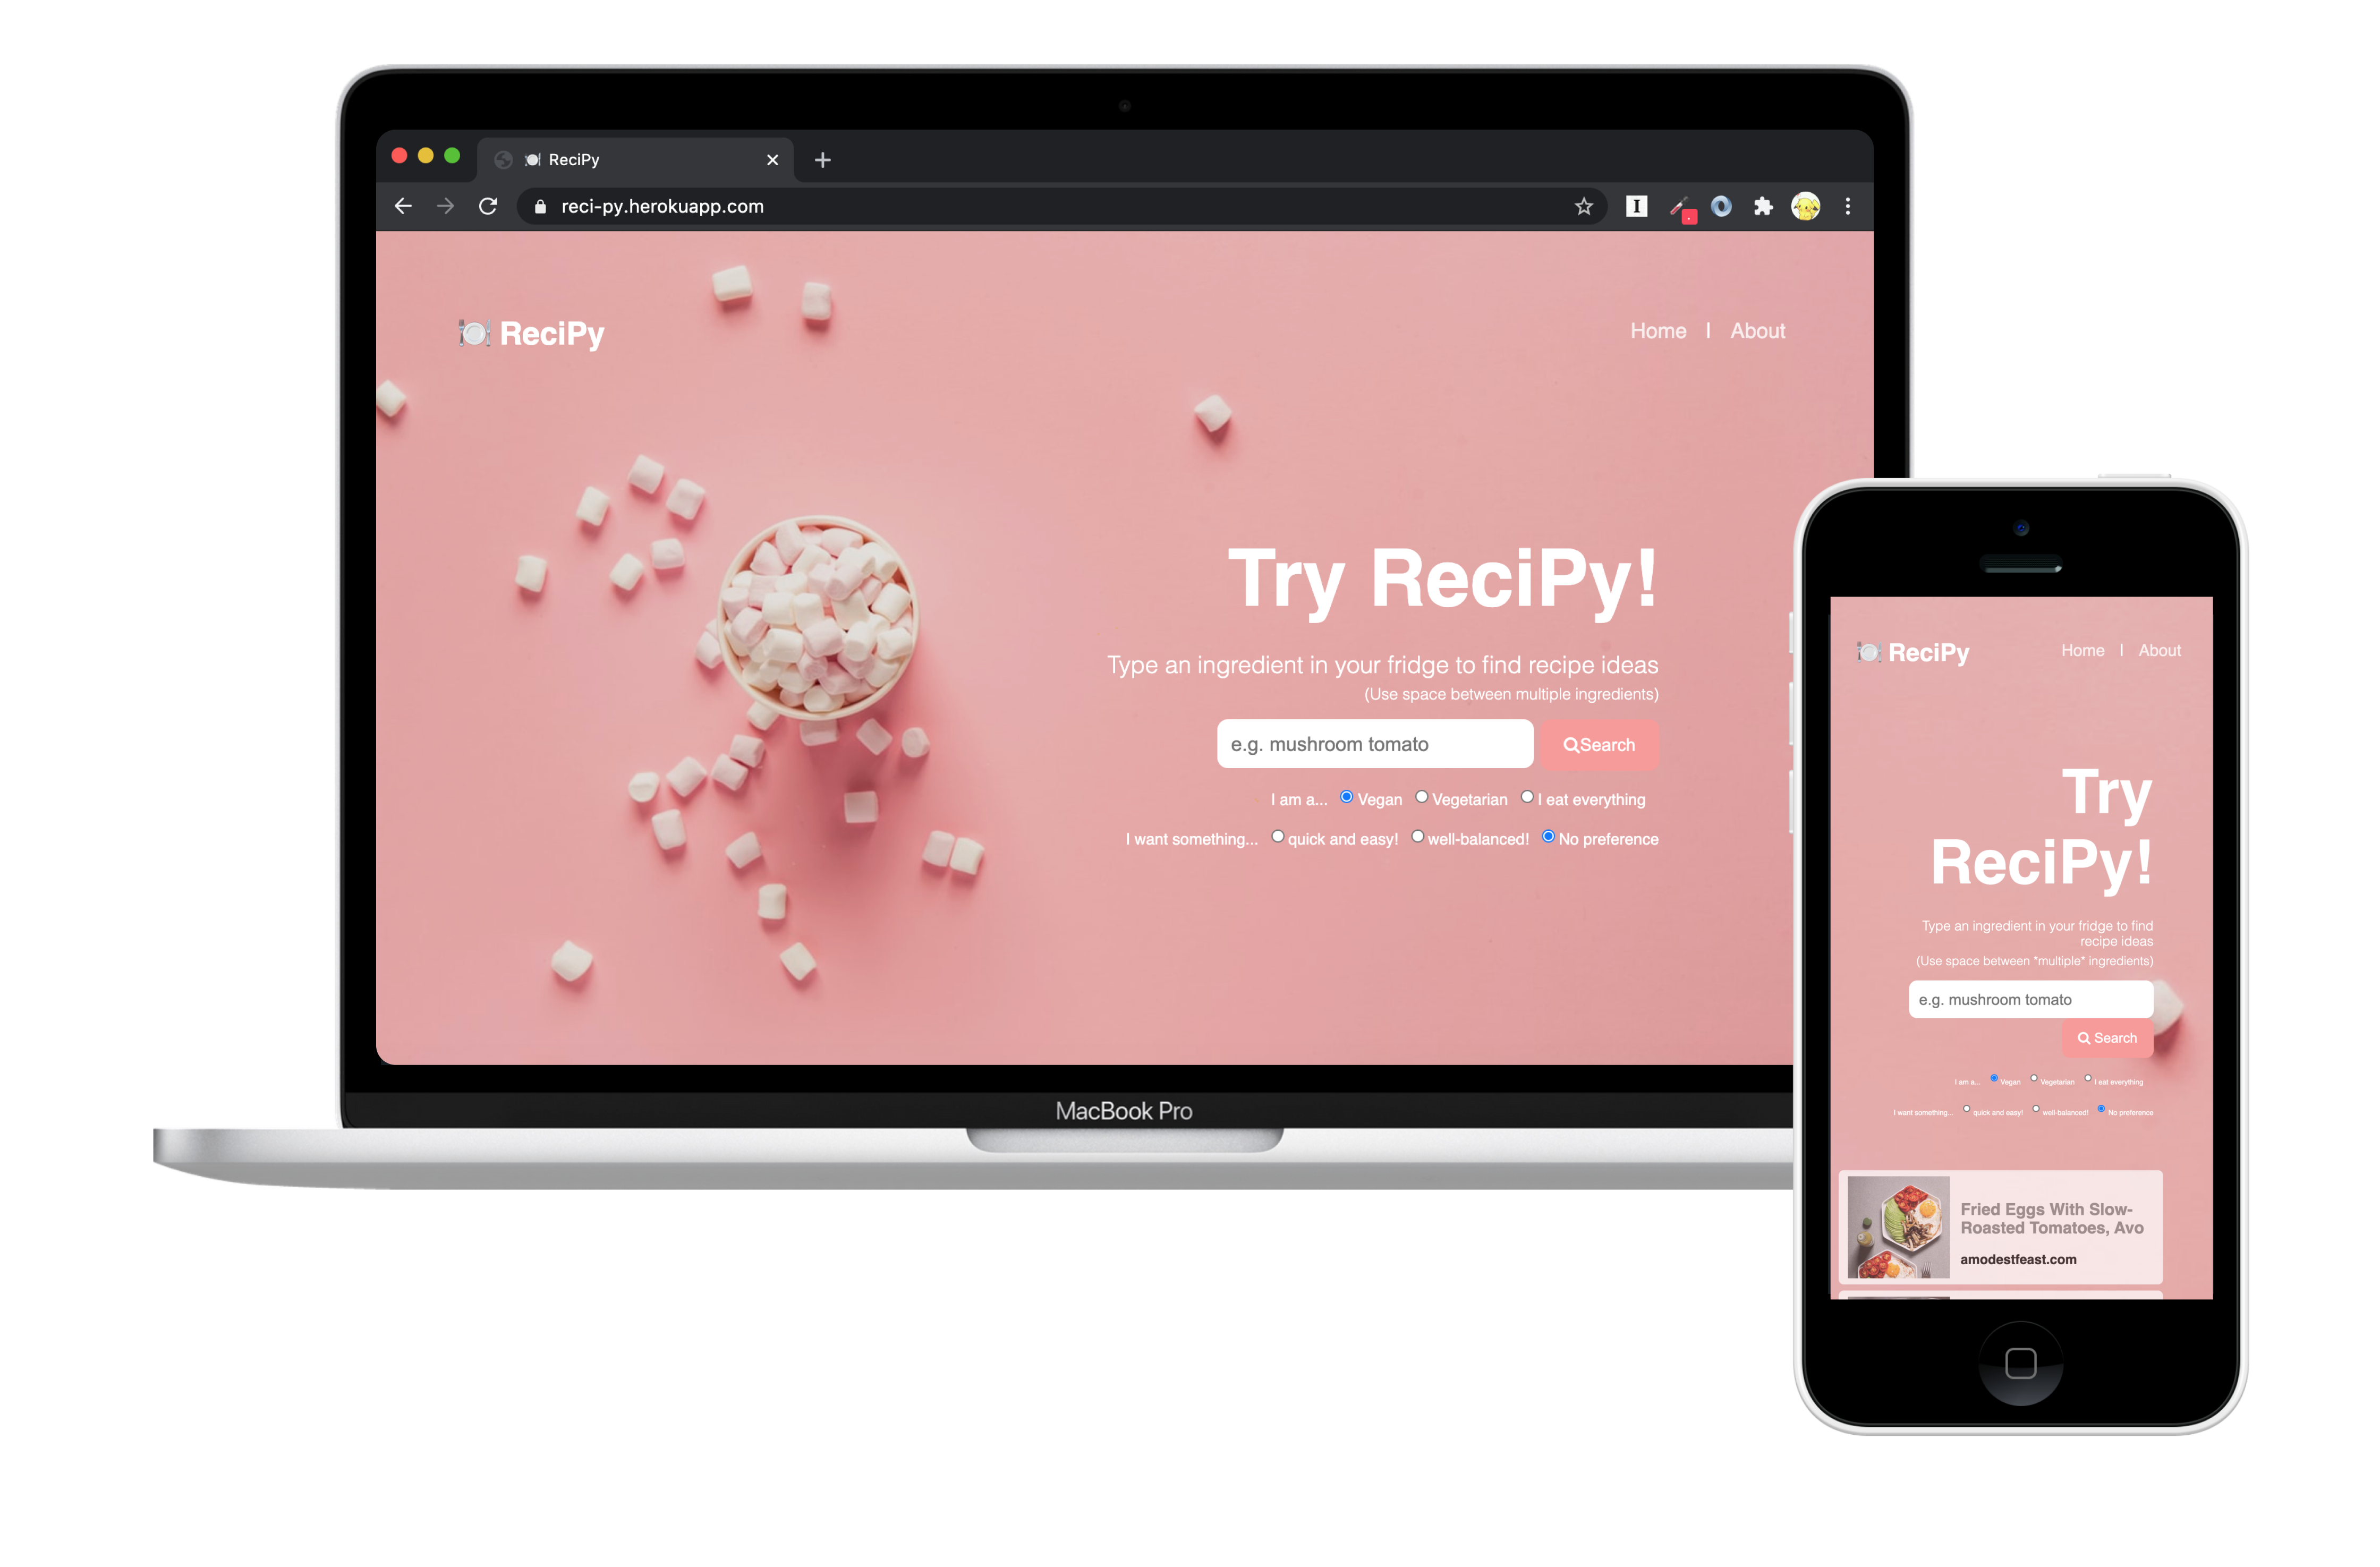 ReciPy
reci-py.herokuapp.com
ReciPy
Home | About
Try ReciPy!
Type an ingredient in your fridge to find recipe ideas
(Use space between multiple ingredients)
e.g. mushroom tomato
Search
I am a... Vegan Vegetarian I eat everything
I want something... quick and easy! well-balanced! No preference
MacBook Pro
ReciPy
Home | About
Try
ReciPy!
Type an ingredient in your fridge to find
recipe ideas
(Use space between *multiple* ingredients)
e.g. mushroom tomato
Search
I am a... Vegan Vegetarian I eat everything
I want something... quick and easy! well-balanced! No preference
Fried Eggs With Slow-
Roasted Tomatoes, Avo
amodestfeast.com